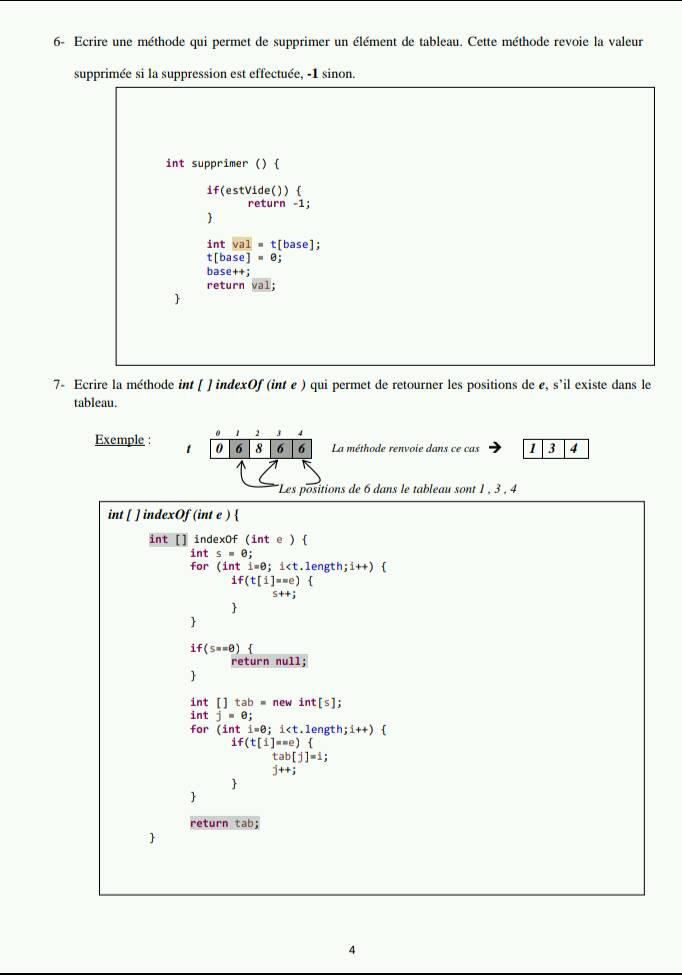 6- Ecrire une méthode qui permet de supprimer un élément de tableau. Cette méthode revoie la valeur
supprimée si la suppression est effectuée, -1 sinon.
int supprimer () {
if(estVide()) {
return -1;
}
int val = t[base];
t[base] = 0;
base++;
return val;
}
7- Ecrire la méthode int [ ] indexOf (int e ) qui permet de retourner les positions de e, s'il existe dans le
tableau.
Exemple :
0 1 2 3 4
t 0 6 8 6 6 La méthode renvoie dans ce cas ➔ 1 3 4
Les positions de 6 dans le tableau sont 1 , 3 , 4
int [ ] indexOf (int e ) {
int [] indexOf (int e ) {
int s = 0;
for (int i=0; i<t.length;i++) {
if(t[i]==e) {
s++;
}
}
if(s==0) {
return null;
}
int [] tab = new int[s];
int j = 0;
for (int i=0; i<t.length;i++) {
if(t[i]==e) {
tab[j]=i;
j++;
}
}
return tab;
}
4